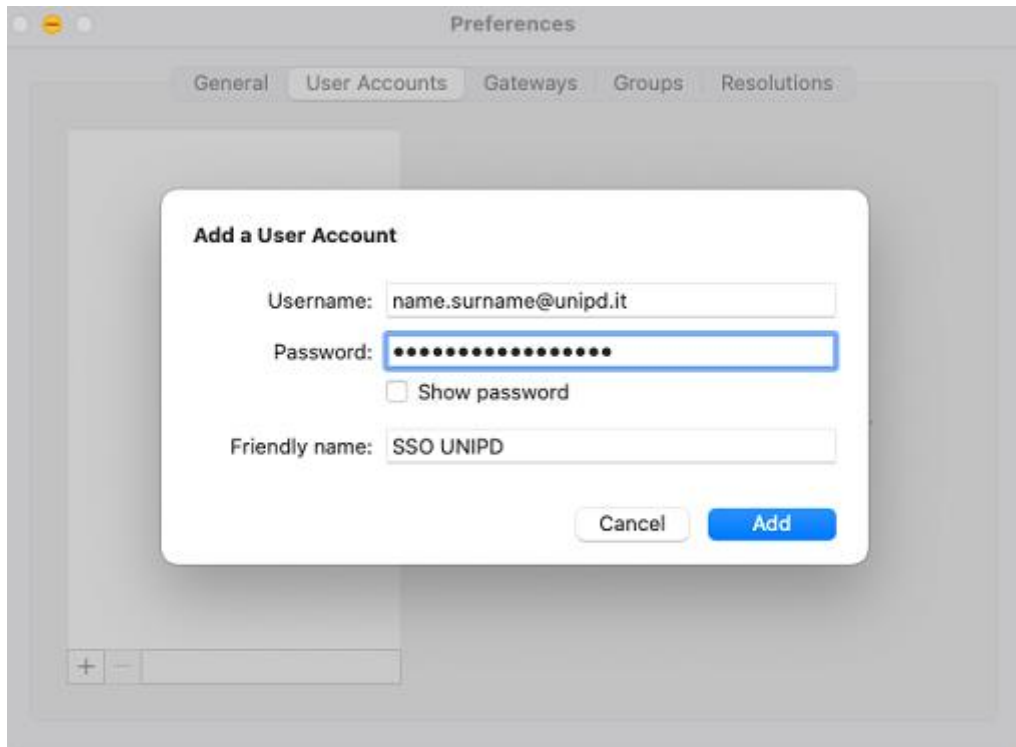 Preferences
General User Accounts Gateways Groups Resolutions
Add a User Account
Username: name.surname@unipd.it
Password: •••••••••••••••••
Show password
Friendly name: SSO UNIPD
Cancel Add